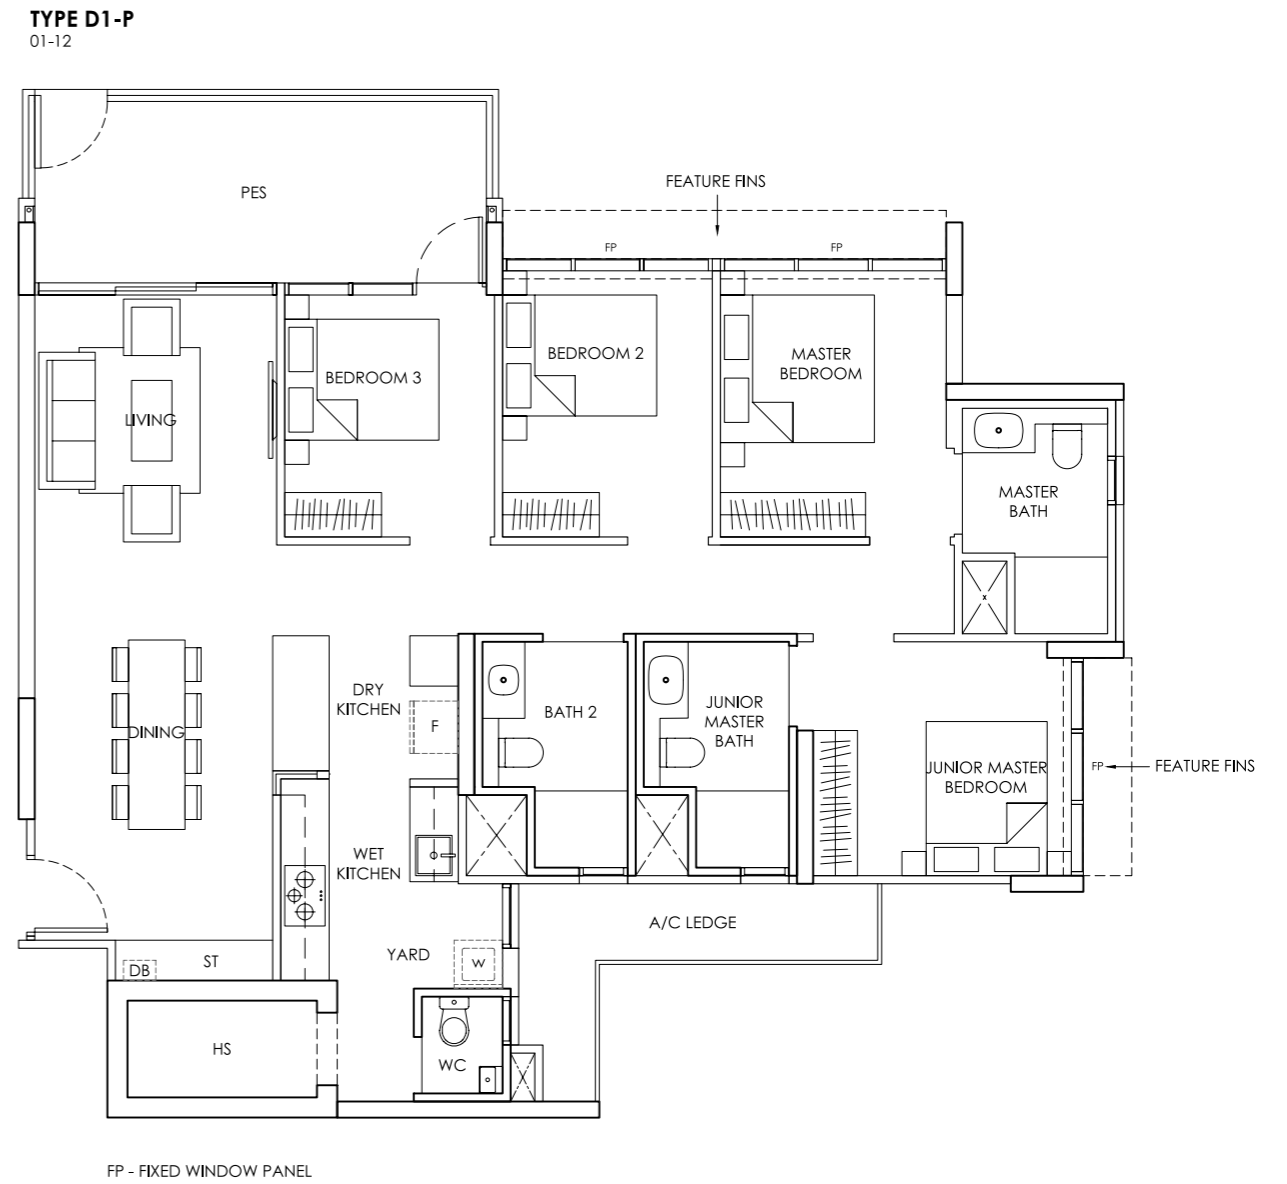 TYPE D1-P
01-12
PES
FEATURE FINS
FP
FP
BEDROOM 3
BEDROOM 2
MASTER
BEDROOM
LIVING
MASTER
BATH
x
DINING
DRY
KITCHEN
F
BATH 2
JUNIOR
MASTER
BATH
JUNIOR MASTER
BEDROOM
FP
FEATURE FINS
WET
KITCHEN
A/C LEDGE
YARD
W
ST
DB
HS
WC
FP - FIXED WINDOW PANEL